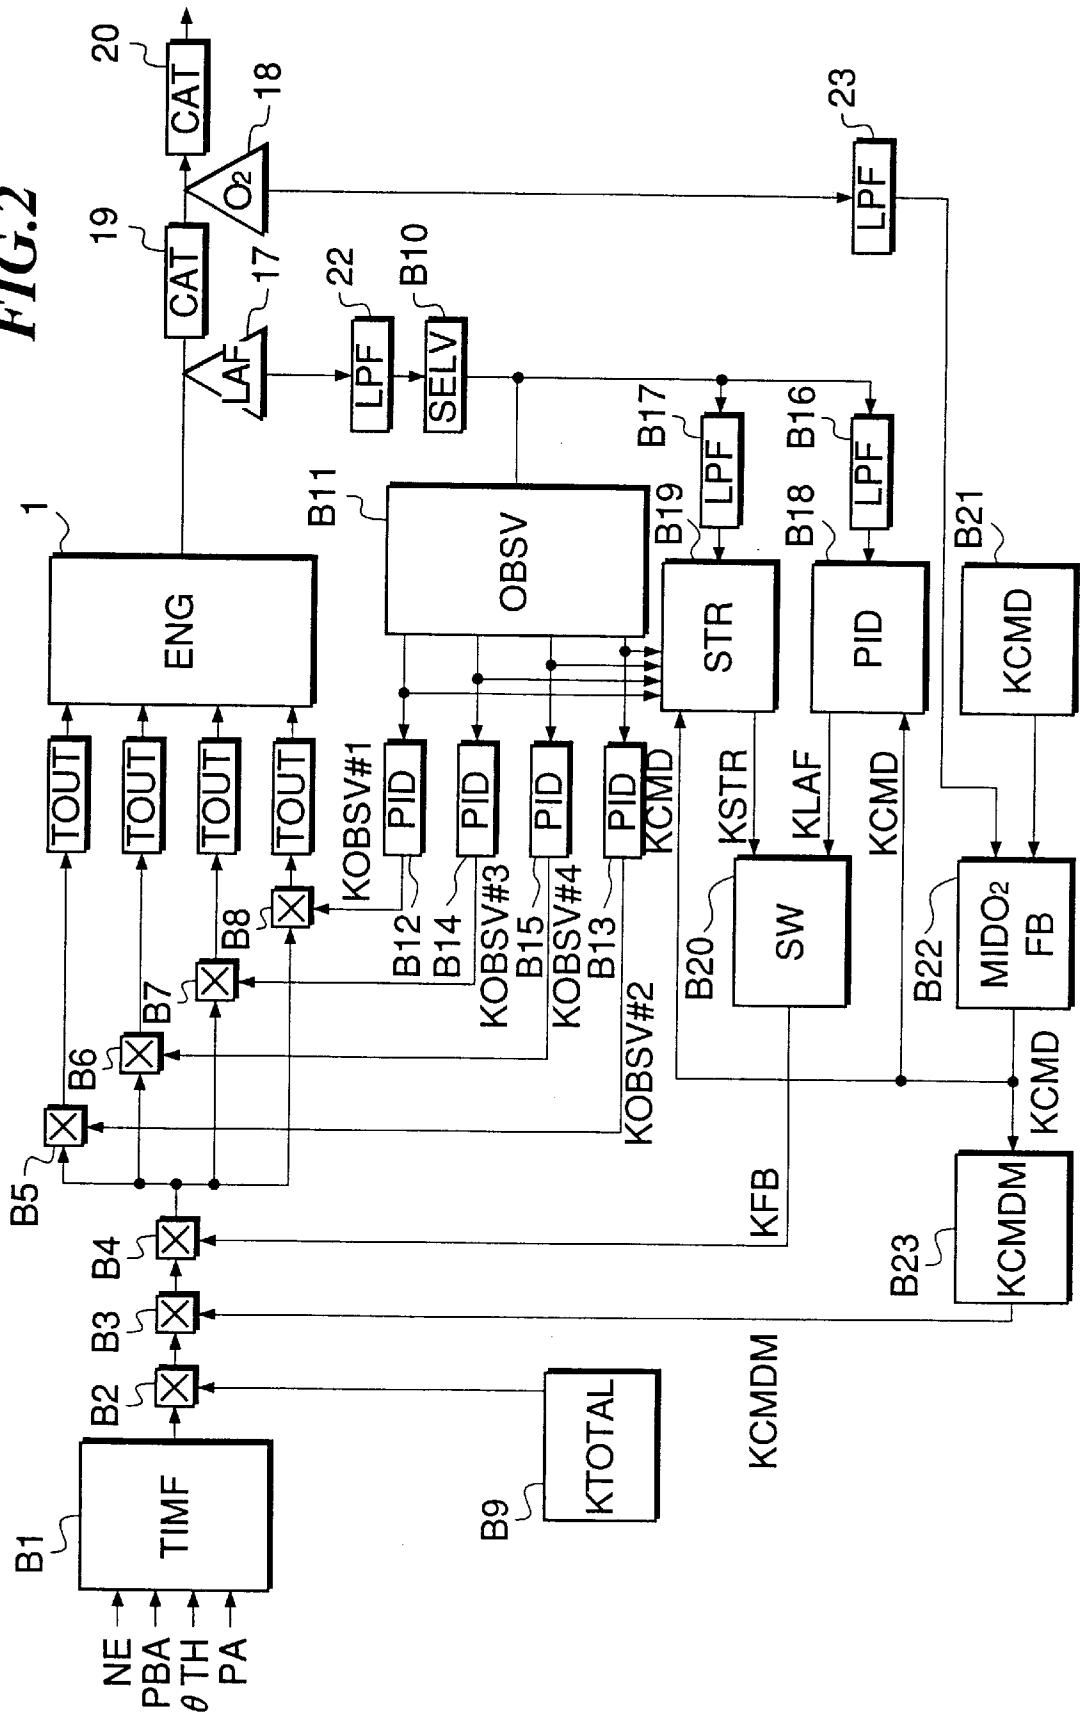 FIG.2
20
CAT
18
O2
19
CAT
17
LAF
23
LPF
22
LPF
B10
SELV
1
ENG
B11
OBSV
B17
LPF
B16
LPF
B19
STR
B18
PID
B21
KCMD
TOUT
TOUT
TOUT
TOUT
KOBSV#1
PID
PID
PID
PID
B12
B14
KOBSV#3
B15
KOBSV#4
B13
KOBSV#2
KCMD
KSTR
KLAF
KCMD
B20
SW
B22
MIDO2
FB
KCMD
B8
B7
B6
B5
B4
B3
B2
KFB
B23
KCMDM
KCMDM
B9
KTOTAL
B1
TIMF
NE
PBA
θTH
PA